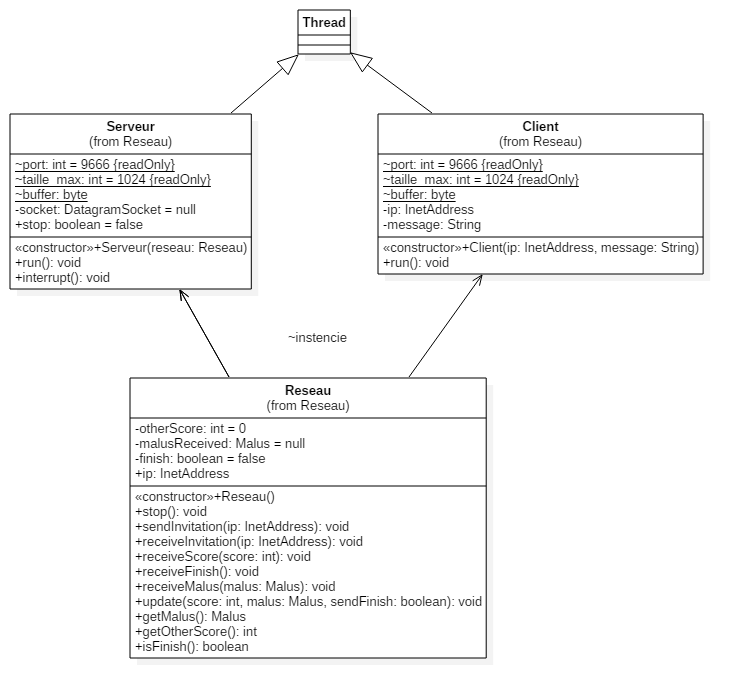 Thread
Serveur
(from Reseau)
~port: int = 9666 {readOnly}
~taille_max: int = 1024 {readOnly}
~buffer: byte
-socket: DatagramSocket = null
+stop: boolean = false
«constructor»+Serveur(reseau: Reseau)
+run(): void
+interrupt(): void
Client
(from Reseau)
~port: int = 9666 {readOnly}
~taille_max: int = 1024 {readOnly}
~buffer: byte
-ip: InetAddress
-message: String
«constructor»+Client(ip: InetAddress, message: String)
+run(): void
~instencie
Reseau
(from Reseau)
-otherScore: int = 0
-malusReceived: Malus = null
-finish: boolean = false
+ip: InetAddress
«constructor»+Reseau()
+stop(): void
+sendInvitation(ip: InetAddress): void
+receiveInvitation(ip: InetAddress): void
+receiveScore(score: int): void
+receiveFinish(): void
+receiveMalus(malus: Malus): void
+update(score: int, malus: Malus, sendFinish: boolean): void
+getMalus(): Malus
+getOtherScore(): int
+isFinish(): boolean